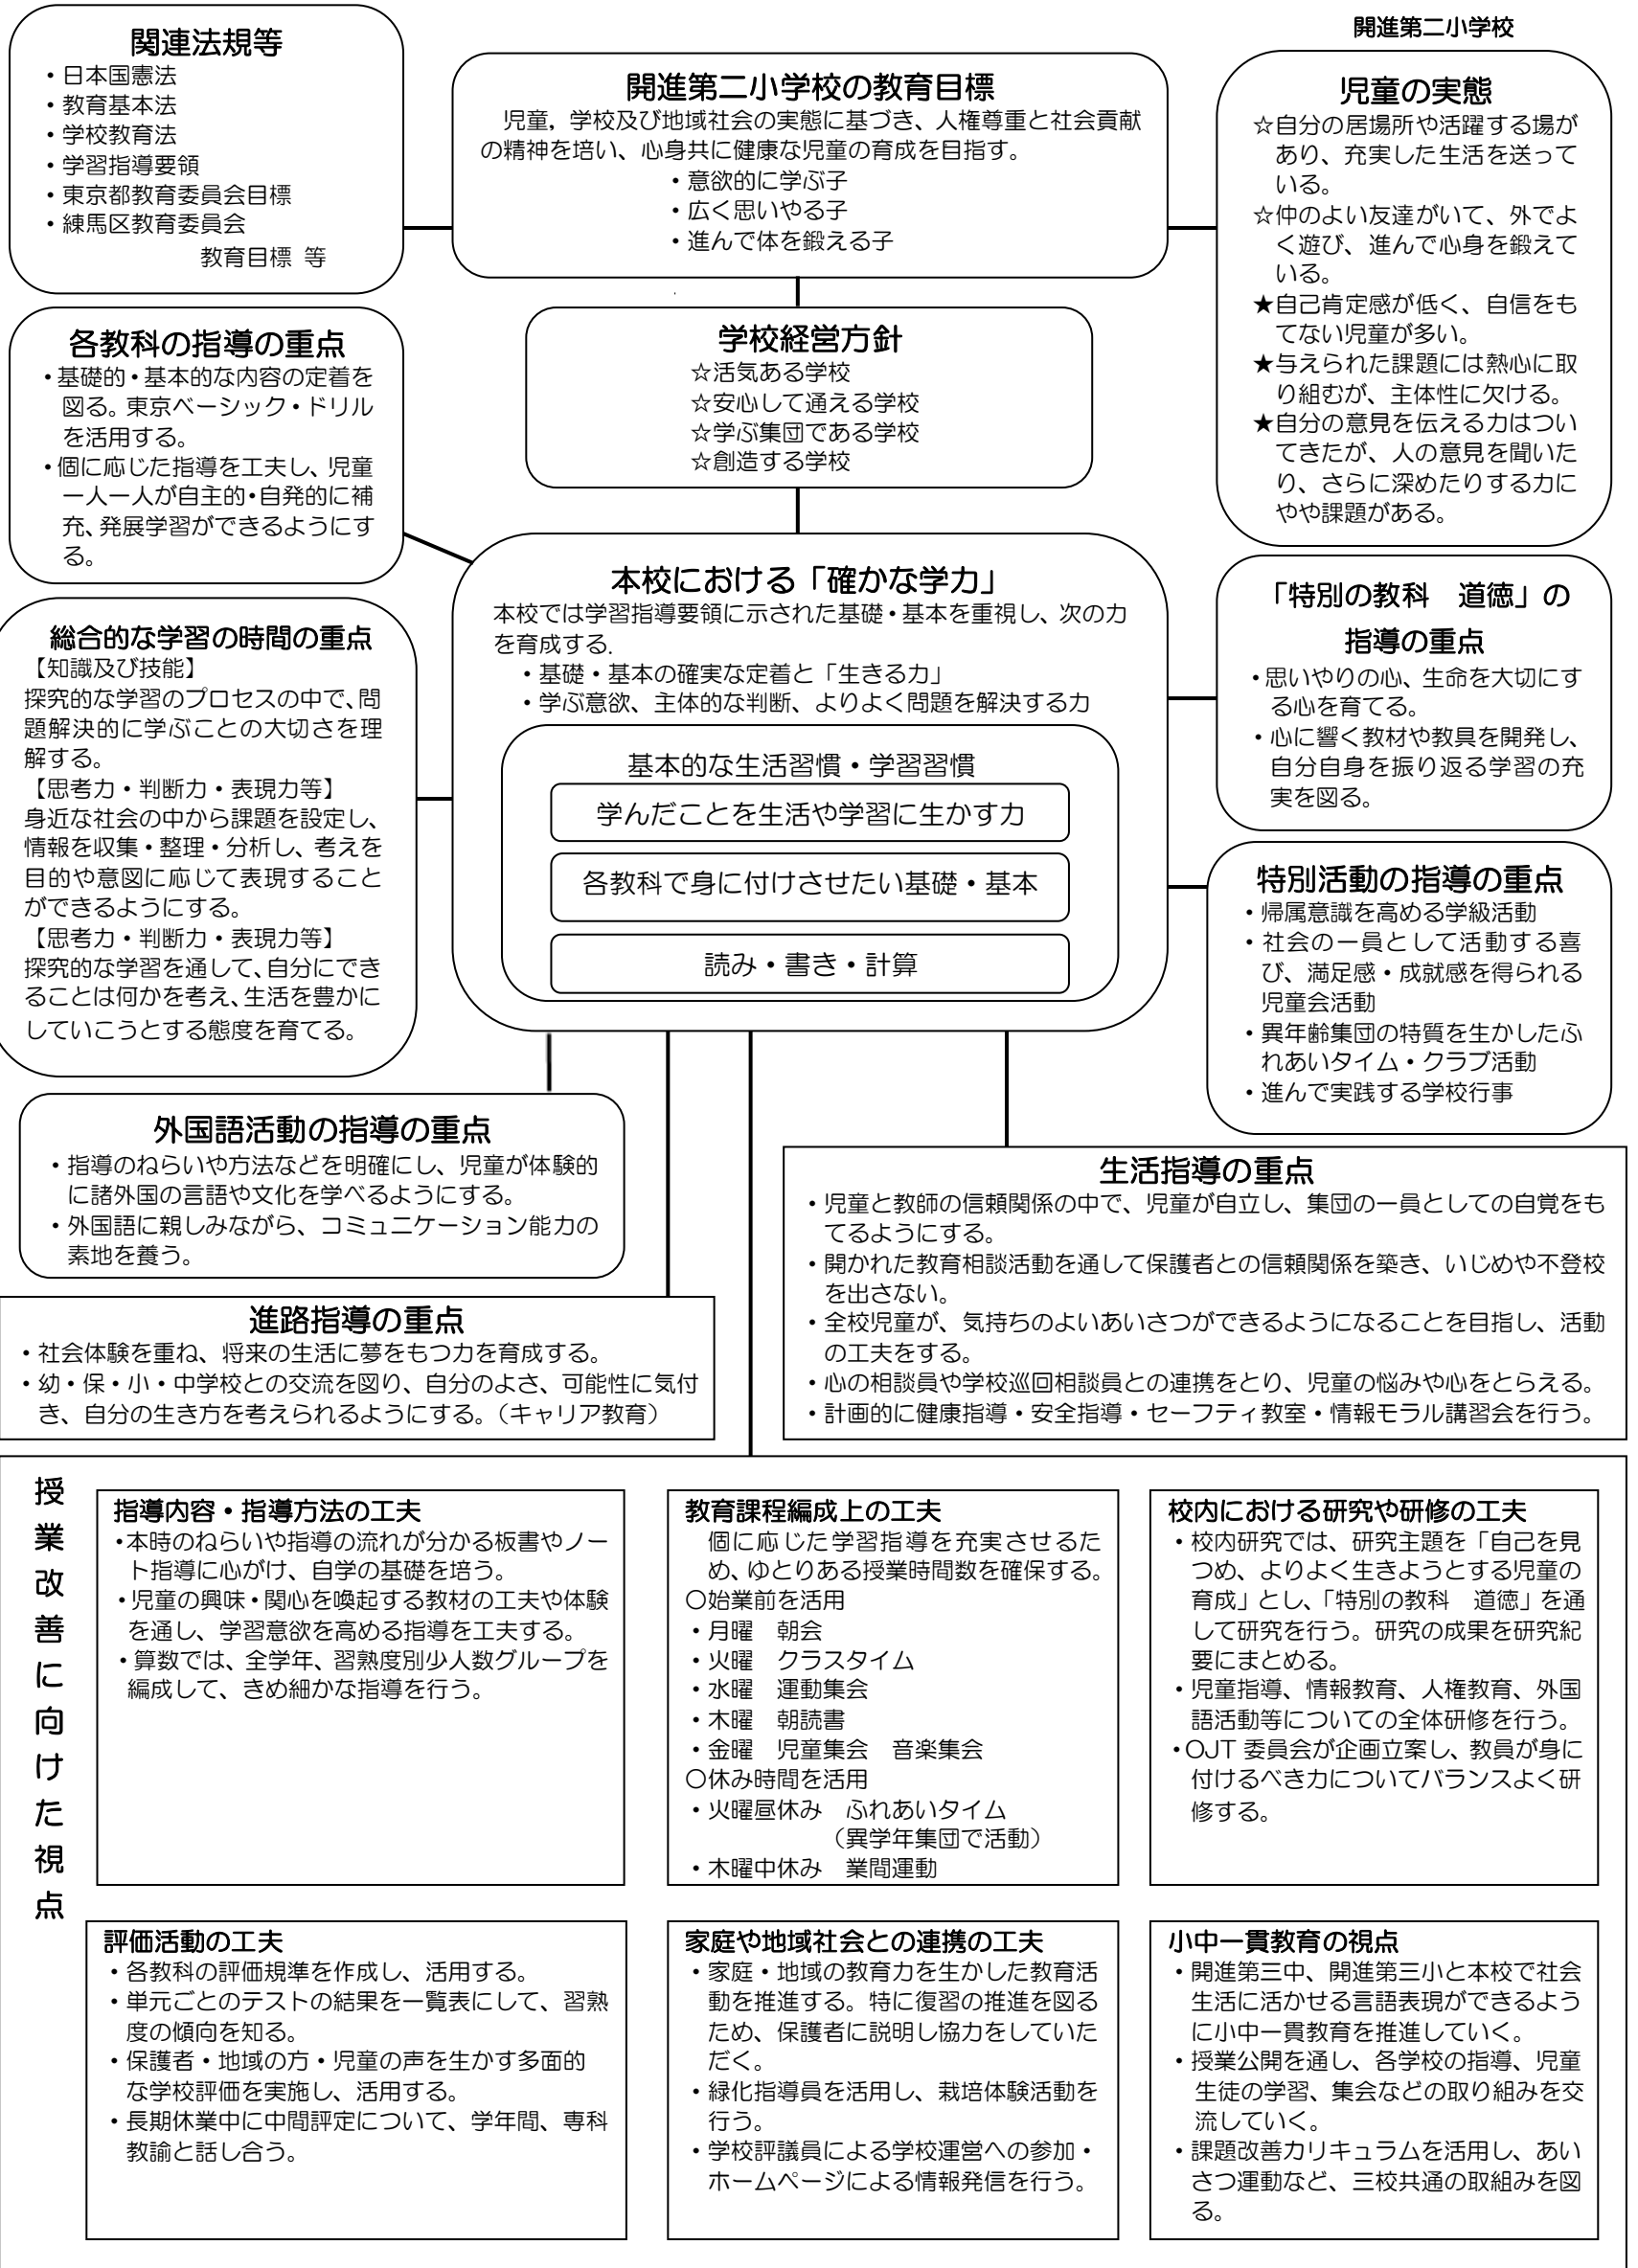 開進第二小学校
関連法規等
・日本国憲法
・教育基本法
・学校教育法
・学習指導要領
・東京都教育委員会目標
・練馬区教育委員会
教育目標 等
開進第二小学校の教育目標
児童，学校及び地域社会の実態に基づき、人権尊重と社会貢献
の精神を培い、心身共に健康な児童の育成を目指す。
・意欲的に学ぶ子
・広く思いやる子
・進んで体を鍛える子
児童の実態
☆自分の居場所や活躍する場が
あり、充実した生活を送って
いる。
☆仲のよい友達がいて、外でよ
く遊び、進んで心身を鍛えて
いる。
★自己肯定感が低く、自信をも
てない児童が多い。
★与えられた課題には熱心に取
り組むが、主体性に欠ける。
★自分の意見を伝える力はつい
てきたが、人の意見を聞いた
り、さらに深めたりする力に
やや課題がある。
各教科の指導の重点
・基礎的・基本的な内容の定着を
図る。東京ベーシック・ドリル
を活用する。
・個に応じた指導を工夫し、児童
一人一人が自主的・自発的に補
充、発展学習ができるようにす
る。
学校経営方針
☆活気ある学校
☆安心して通える学校
☆学ぶ集団である学校
☆創造する学校
本校における「確かな学力」
本校では学習指導要領に示された基礎・基本を重視し、次の力
を育成する.
・基礎・基本の確実な定着と「生きる力」
・学ぶ意欲、主体的な判断、よりよく問題を解決する力
基本的な生活習慣・学習習慣
学んだことを生活や学習に生かす力
各教科で身に付けさせたい基礎・基本
読み・書き・計算
「特別の教科　道徳」の
指導の重点
・思いやりの心、生命を大切にす
る心を育てる。
・心に響く教材や教具を開発し、
自分自身を振り返る学習の充
実を図る。
総合的な学習の時間の重点
【知識及び技能】
探究的な学習のプロセスの中で、問
題解決的に学ぶことの大切さを理
解する。
【思考力・判断力・表現力等】
身近な社会の中から課題を設定し、
情報を収集・整理・分析し、考えを
目的や意図に応じて表現すること
ができるようにする。
【思考力・判断力・表現力等】
探究的な学習を通して、自分にでき
ることは何かを考え、生活を豊かに
していこうとする態度を育てる。
特別活動の指導の重点
・帰属意識を高める学級活動
・社会の一員として活動する喜
び、満足感・成就感を得られる
児童会活動
・異年齢集団の特質を生かしたふ
れあいタイム・クラブ活動
・進んで実践する学校行事
外国語活動の指導の重点
・指導のねらいや方法などを明確にし、児童が体験的
に諸外国の言語や文化を学べるようにする。
・外国語に親しみながら、コミュニケーション能力の
素地を養う。
生活指導の重点
・児童と教師の信頼関係の中で、児童が自立し、集団の一員としての自覚をも
てるようにする。
・開かれた教育相談活動を通して保護者との信頼関係を築き、いじめや不登校
を出さない。
・全校児童が、気持ちのよいあいさつができるようになることを目指し、活動
の工夫をする。
・心の相談員や学校巡回相談員との連携をとり、児童の悩みや心をとらえる。
・計画的に健康指導・安全指導・セーフティ教室・情報モラル講習会を行う。
進路指導の重点
・社会体験を重ね、将来の生活に夢をもつ力を育成する。
・幼・保・小・中学校との交流を図り、自分のよさ、可能性に気付
き、自分の生き方を考えられるようにする。（キャリア教育）
授業改善に向けた視点
指導内容・指導方法の工夫
・本時のねらいや指導の流れが分かる板書やノー
ト指導に心がけ、自学の基礎を培う。
・児童の興味・関心を喚起する教材の工夫や体験
を通し、学習意欲を高める指導を工夫する。
・算数では、全学年、習熟度別少人数グループを
編成して、きめ細かな指導を行う。
教育課程編成上の工夫
個に応じた学習指導を充実させるた
め、ゆとりある授業時間数を確保する。
〇始業前を活用
・月曜　朝会
・火曜　クラスタイム
・水曜　運動集会
・木曜　朝読書
・金曜　児童集会　音楽集会
〇休み時間を活用
・火曜昼休み　ふれあいタイム
（異学年集団で活動）
・木曜中休み　業間運動
校内における研究や研修の工夫
・校内研究では、研究主題を「自己を見
つめ、よりよく生きようとする児童の
育成」とし、「特別の教科　道徳」を通
して研究を行う。研究の成果を研究紀
要にまとめる。
・児童指導、情報教育、人権教育、外国
語活動等についての全体研修を行う。
・OJT 委員会が企画立案し、教員が身に
付けるべき力についてバランスよく研
修する。
評価活動の工夫
・各教科の評価規準を作成し、活用する。
・単元ごとのテストの結果を一覧表にして、習熟
度の傾向を知る。
・保護者・地域の方・児童の声を生かす多面的
な学校評価を実施し、活用する。
・長期休業中に中間評定について、学年間、専科
教諭と話し合う。
家庭や地域社会との連携の工夫
・家庭・地域の教育力を生かした教育活
動を推進する。特に復習の推進を図る
ため、保護者に説明し協力をしていた
だく。
・緑化指導員を活用し、栽培体験活動を
行う。
・学校評議員による学校運営への参加・
ホームページによる情報発信を行う。
小中一貫教育の視点
・開進第三中、開進第三小と本校で社会
生活に活かせる言語表現ができるよう
に小中一貫教育を推進していく。
・授業公開を通し、各学校の指導、児童
生徒の学習、集会などの取り組みを交
流していく。
・課題改善カリキュラムを活用し、あい
さつ運動など、三校共通の取組みを図
る。